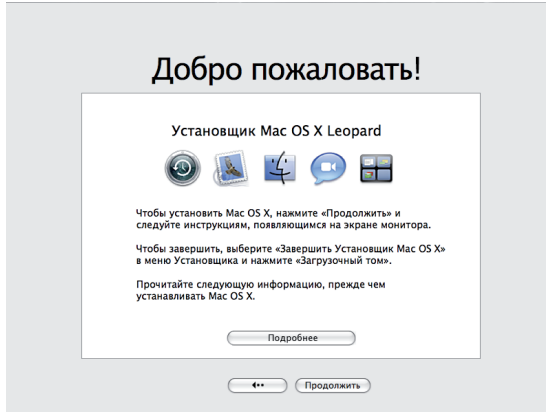 Добро пожаловать!
Установщик Mac OS X Leopard
Чтобы установить Mac OS X, нажмите «Продолжить» и
следуйте инструкциям, появляющимся на экране монитора.
Чтобы завершить, выберите «Завершить Установщик Mac OS X»
в меню Установщика и нажмите «Загрузочный том».
Прочитайте следующую информацию, прежде чем
устанавливать Mac OS X.
Подробнее
Продолжить